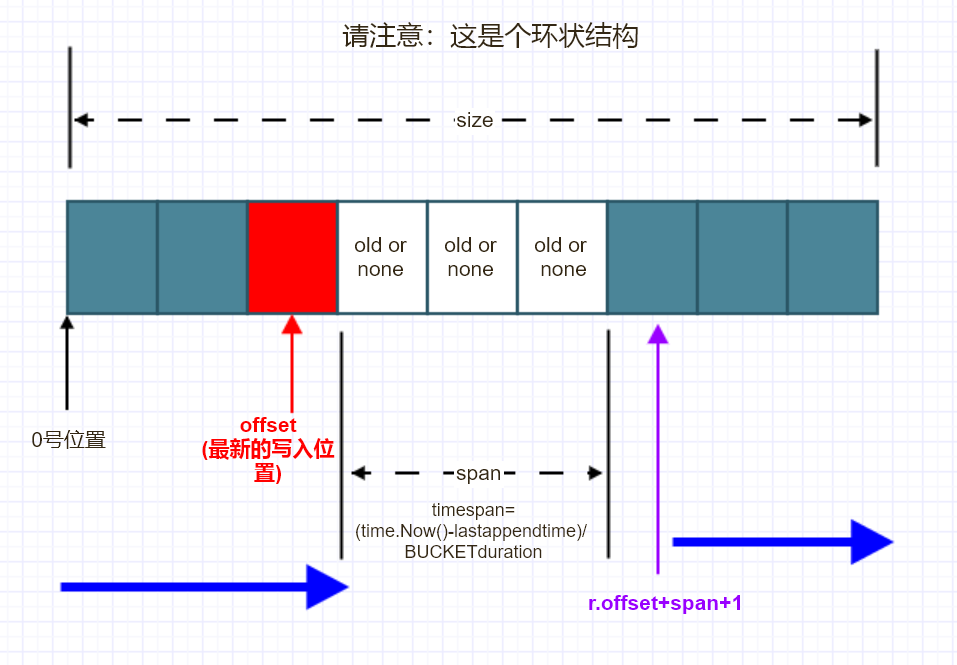 请注意：这是个环状结构
size
old or
none
old or
none
old or
none
0号位置
offset
(最新的写入位
置)
span
timespan=
(time.Now()-lastappendtime)/
BUCKETduration
r.offset+span+1